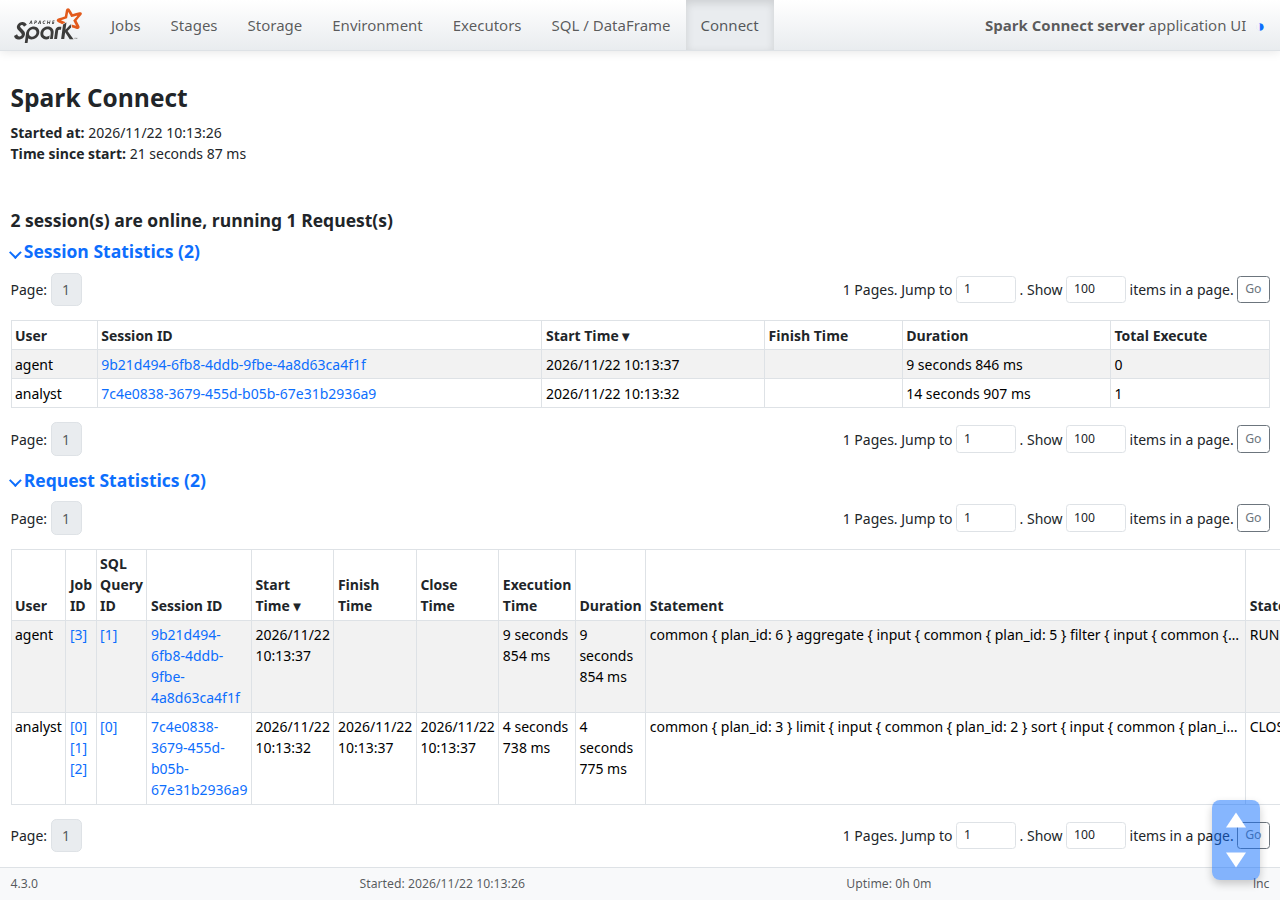 APACHE Spark Jobs Stages Storage Environment Executors SQL / DataFrame Connect Spark Connect server application UI
Spark Connect
Started at: 2026/11/22 10:13:26
Time since start: 21 seconds 87 ms
2 session(s) are online, running 1 Request(s)
Session Statistics (2)
Page: 1 1 Pages. Jump to 1 . Show 100 items in a page. Go
User Session ID Start Time ▾ Finish Time Duration Total Execute
agent 9b21d494-6fb8-4ddb-9fbe-4a8d63ca4f1f 2026/11/22 10:13:37 9 seconds 846 ms 0
analyst 7c4e0838-3679-455d-b05b-67e31b2936a9 2026/11/22 10:13:32 14 seconds 907 ms 1
Page: 1 1 Pages. Jump to 1 . Show 100 items in a page. Go
Request Statistics (2)
Page: 1 1 Pages. Jump to 1 . Show 100 items in a page. Go
SQL
Job Query Start Finish Close Execution
User ID ID Session ID Time ▾ Time Time Time Duration Statement
agent [3] [1] 9b21d494- 2026/11/22 9 seconds 9 common { plan_id: 6 } aggregate { input { common { plan_id: 5 } filter { input { common {... RUN
6fb8-4ddb- 10:13:37 854 ms seconds
9fbe- 854 ms
4a8d63ca4f1f
analyst [0] [0] 7c4e0838- 2026/11/22 2026/11/22 2026/11/22 4 seconds 4 common { plan_id: 3 } limit { input { common { plan_id: 2 } sort { input { common { plan_i... CLOS
[1] 3679-455d- 10:13:32 10:13:37 10:13:37 738 ms seconds
[2] b05b- 775 ms
67e31b2936a9
Page: 1 1 Pages. Jump to 1 . Show 100 items in a page. Go
4.3.0 Started: 2026/11/22 10:13:26 Uptime: 0h 0m Inc